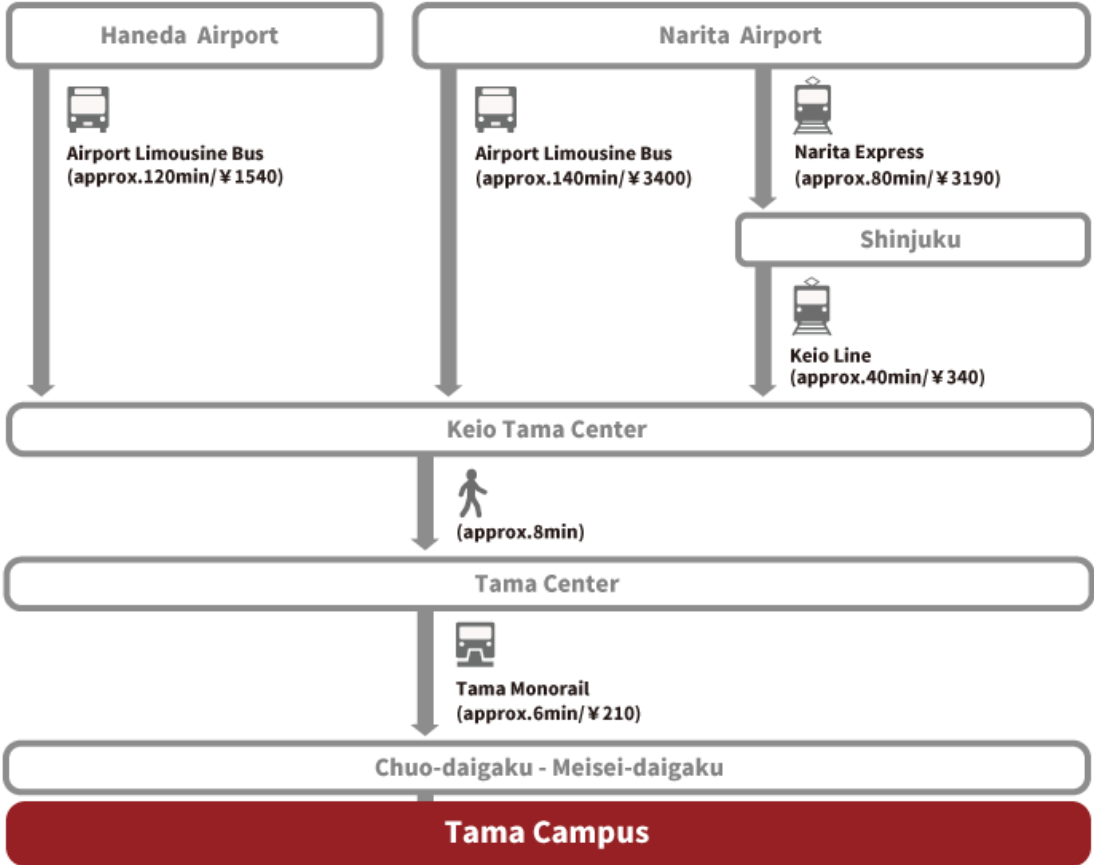 Haneda Airport
Narita Airport
Airport Limousine Bus
(approx.120min/¥1540)
Airport Limousine Bus
(approx.140min/¥3400)
Narita Express
(approx.80min/¥3190)
Shinjuku
Keio Line
(approx.40min/¥340)
Keio Tama Center
(approx.8min)
Tama Center
Tama Monorail
(approx.6min/¥210)
Chuo-daigaku - Meisei-daigaku
Tama Campus